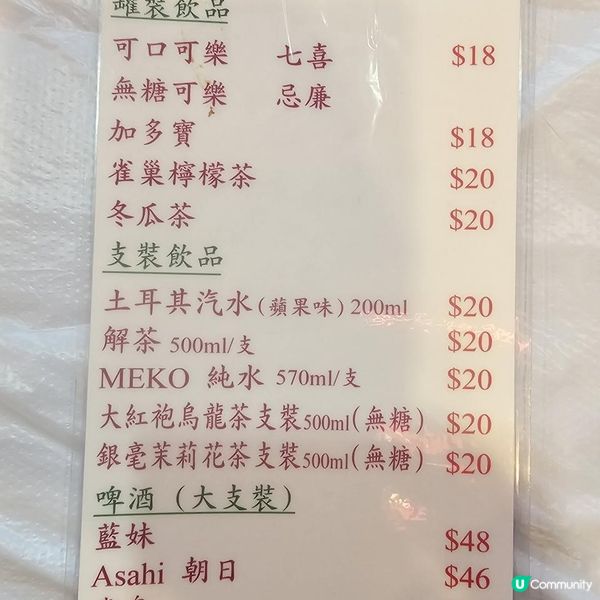 罐裝飲品
可口可樂 七喜 $18
無糖可樂 忌廉
加多寶 $18
雀巢檸檬茶 $20
冬瓜茶 $20
支裝飲品
土耳其汽水(蘋果味)200ml $20
解茶 500ml/支 $20
MEKO 純水 570ml/支 $20
大紅袍烏龍茶支裝500ml(無糖) $20
銀毫茉莉花茶支裝500ml(無糖) $20
啤酒(大支裝)
藍妹 $48
Asahi 朝日 $46
U Community